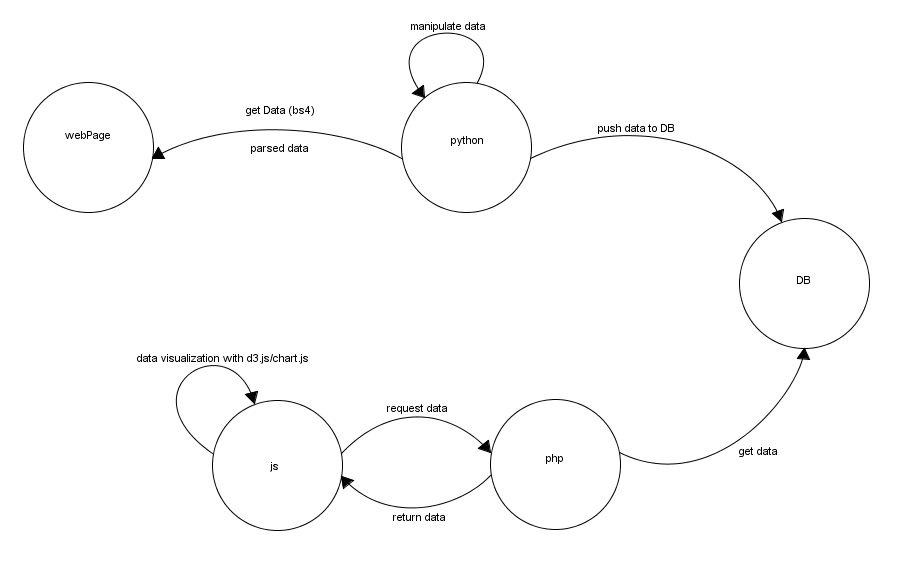 manipulate data
get Data (bs4)
webPage
python
push data to DB
parsed data
DB
data visualization with d3.js/chart.js
request data
js
php
get data
return data